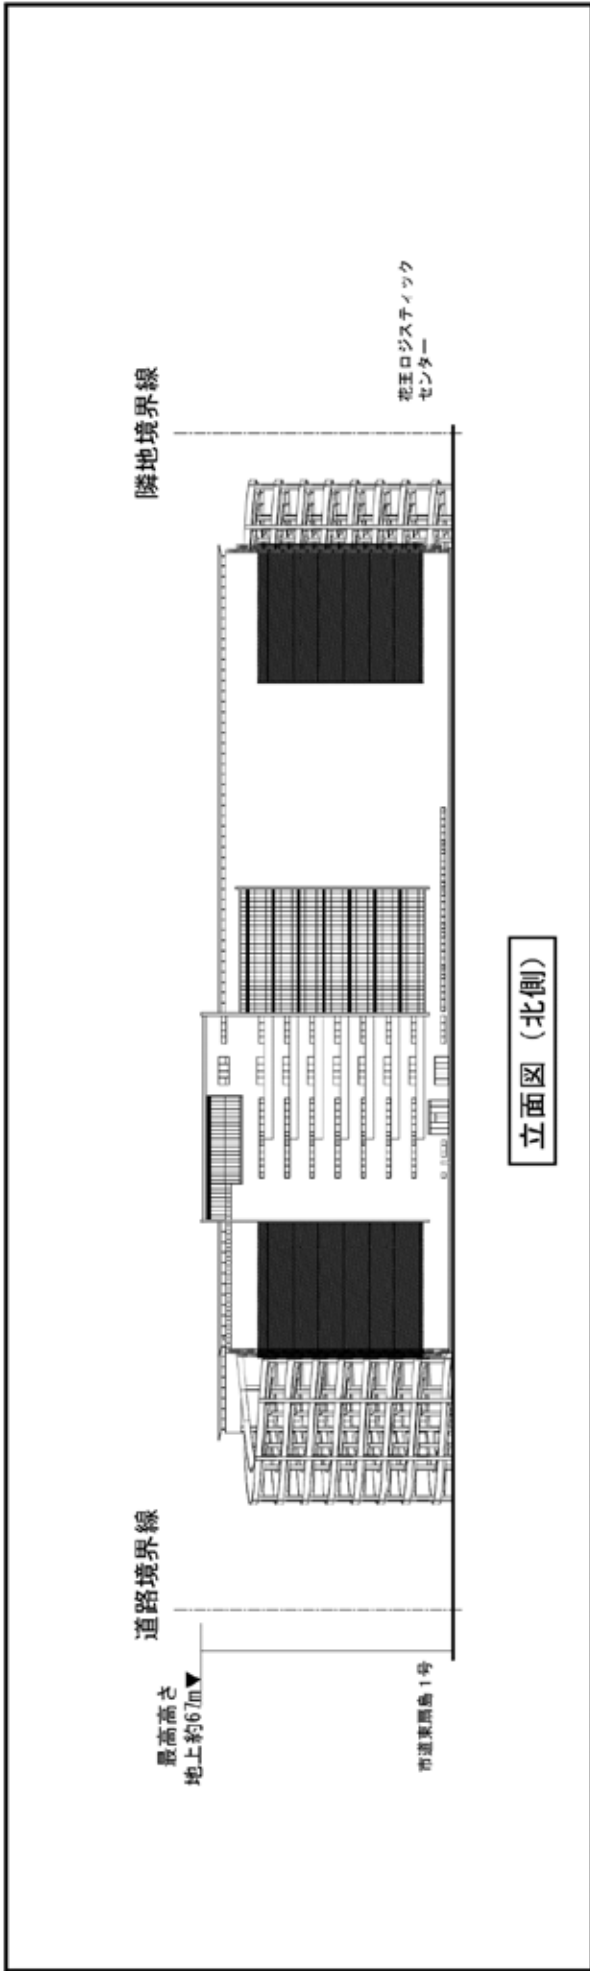 道路境界線
隣地境界線
最高高さ
地上約67m▼
市道東扇島1号
花王ロジスティック
センター
立面図（北側）